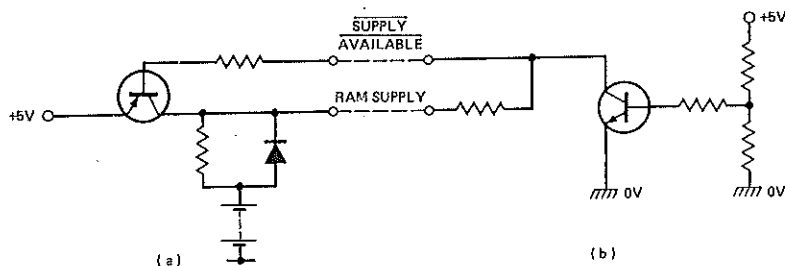 SUPPLY
AVAILABLE
+5V
+5V
RAM SUPPLY
0V
0V
(a)
(b)